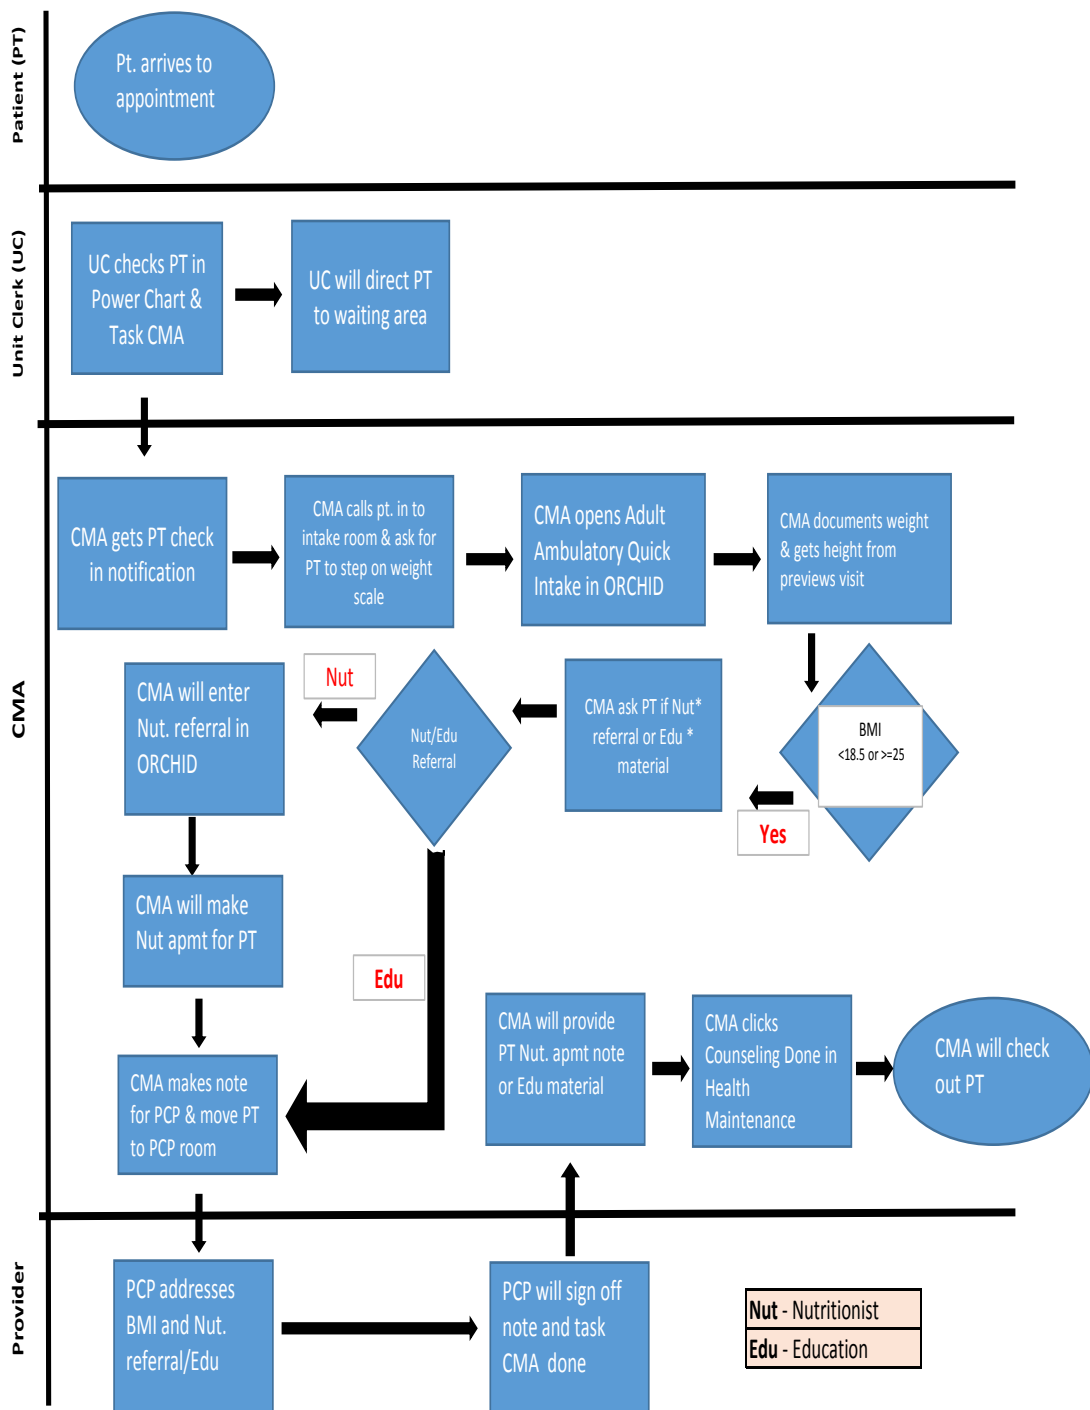 Patient (PT)
Pt. arrives to
appointment
Unit Clerk (UC)
UC checks PT in
Power Chart &
Task CMA
UC will direct PT
to waiting area
CMA
CMA gets PT check
in notification
CMA calls pt. in to
intake room & ask for
PT to step on weight
scale
CMA opens Adult
Ambulatory Quick
Intake in ORCHID
CMA documents weight
& gets height from
previews visit
BMI
<18.5 or >=25
Yes
CMA ask PT if Nut*
referral or Edu *
material
Nut/Edu
Referral
Nut
CMA will enter
Nut. referral in
ORCHID
CMA will make
Nut apmt for PT
Edu
CMA makes note
for PCP & move PT
to PCP room
CMA will provide
PT Nut. apmt note
or Edu material
CMA clicks
Counseling Done in
Health
Maintenance
CMA will check
out PT
Provider
PCP addresses
BMI and Nut.
referral/Edu
PCP will sign off
note and task
CMA done
Nut - Nutritionist
Edu - Education